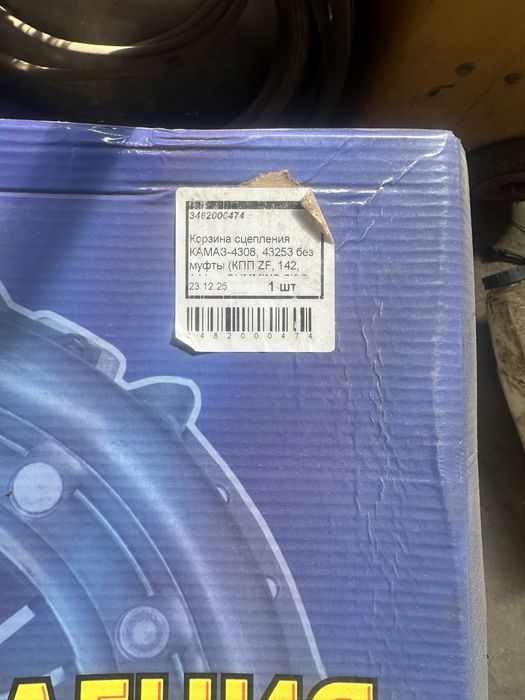 3482000474
Корзина сцепления
КАМАЗ-4308, 43253 без
муфты (КПП ZF, 142,
23.12.25 1 шт
3482000474